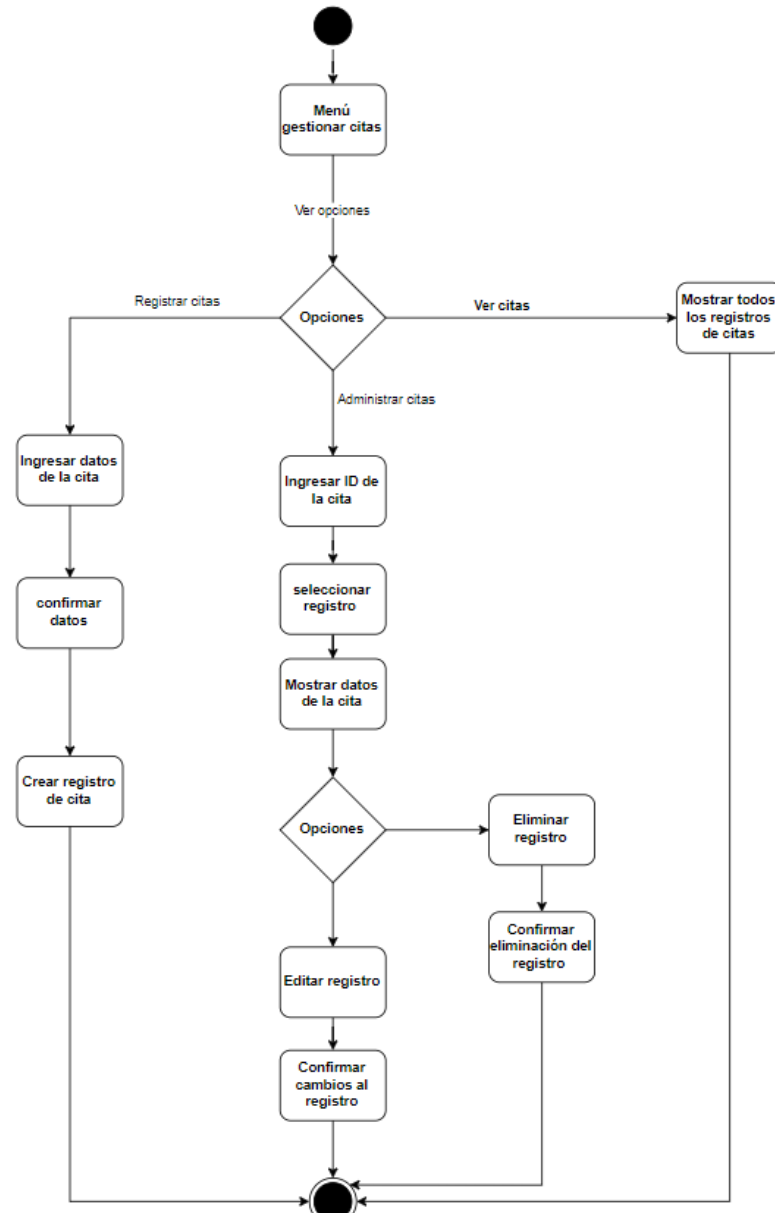 Menú
gestionar citas
Ver opciones
Registrar citas
Opciones
Ver citas
Mostrar todos
los registros
de citas
Administrar citas
Ingresar datos
de la cita
Ingresar ID de
la cita
confirmar
datos
seleccionar
registro
Mostrar datos
de la cita
Crear registro
de cita
Opciones
Eliminar
registro
Confirmar
eliminación del
registro
Editar registro
Confirmar
cambios al
registro